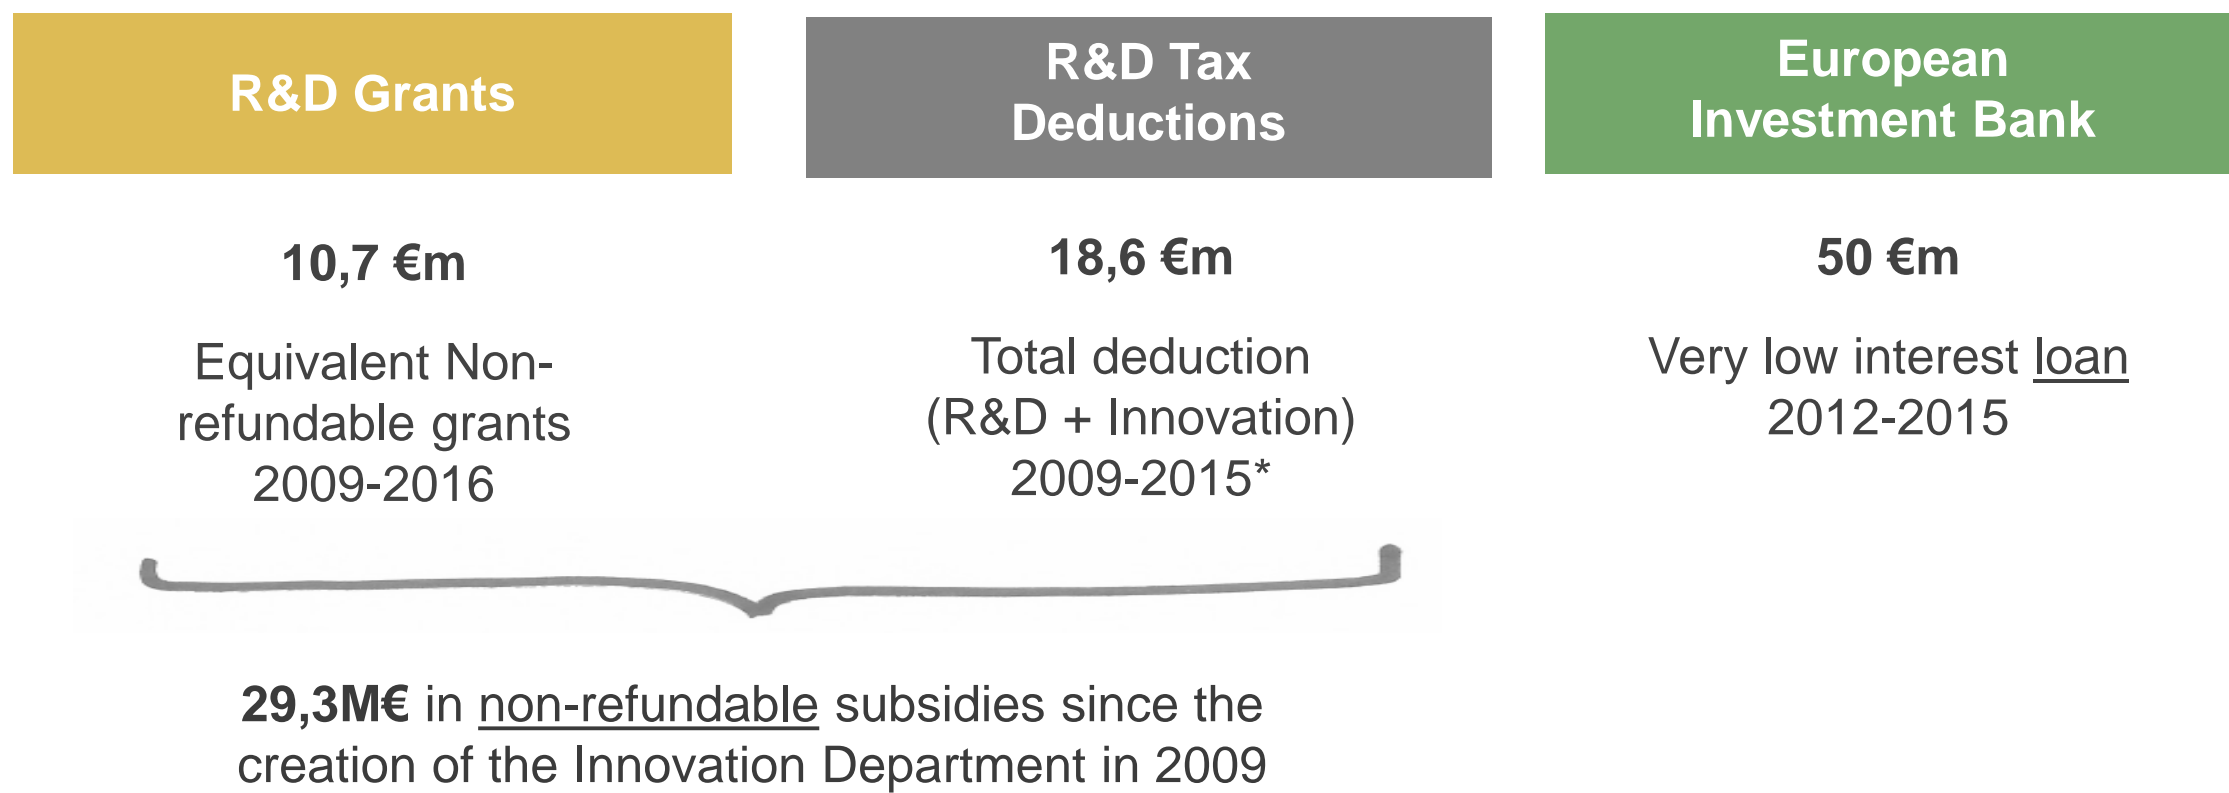 R&D Grants
10,7 €m
Equivalent Non-
refundable grants
2009-2016
R&D Tax
Deductions
18,6 €m
Total deduction
(R&D + Innovation)
2009-2015*
European
Investment Bank
50 €m
Very low interest loan
2012-2015
29,3M€ in non-refundable subsidies since the
creation of the Innovation Department in 2009